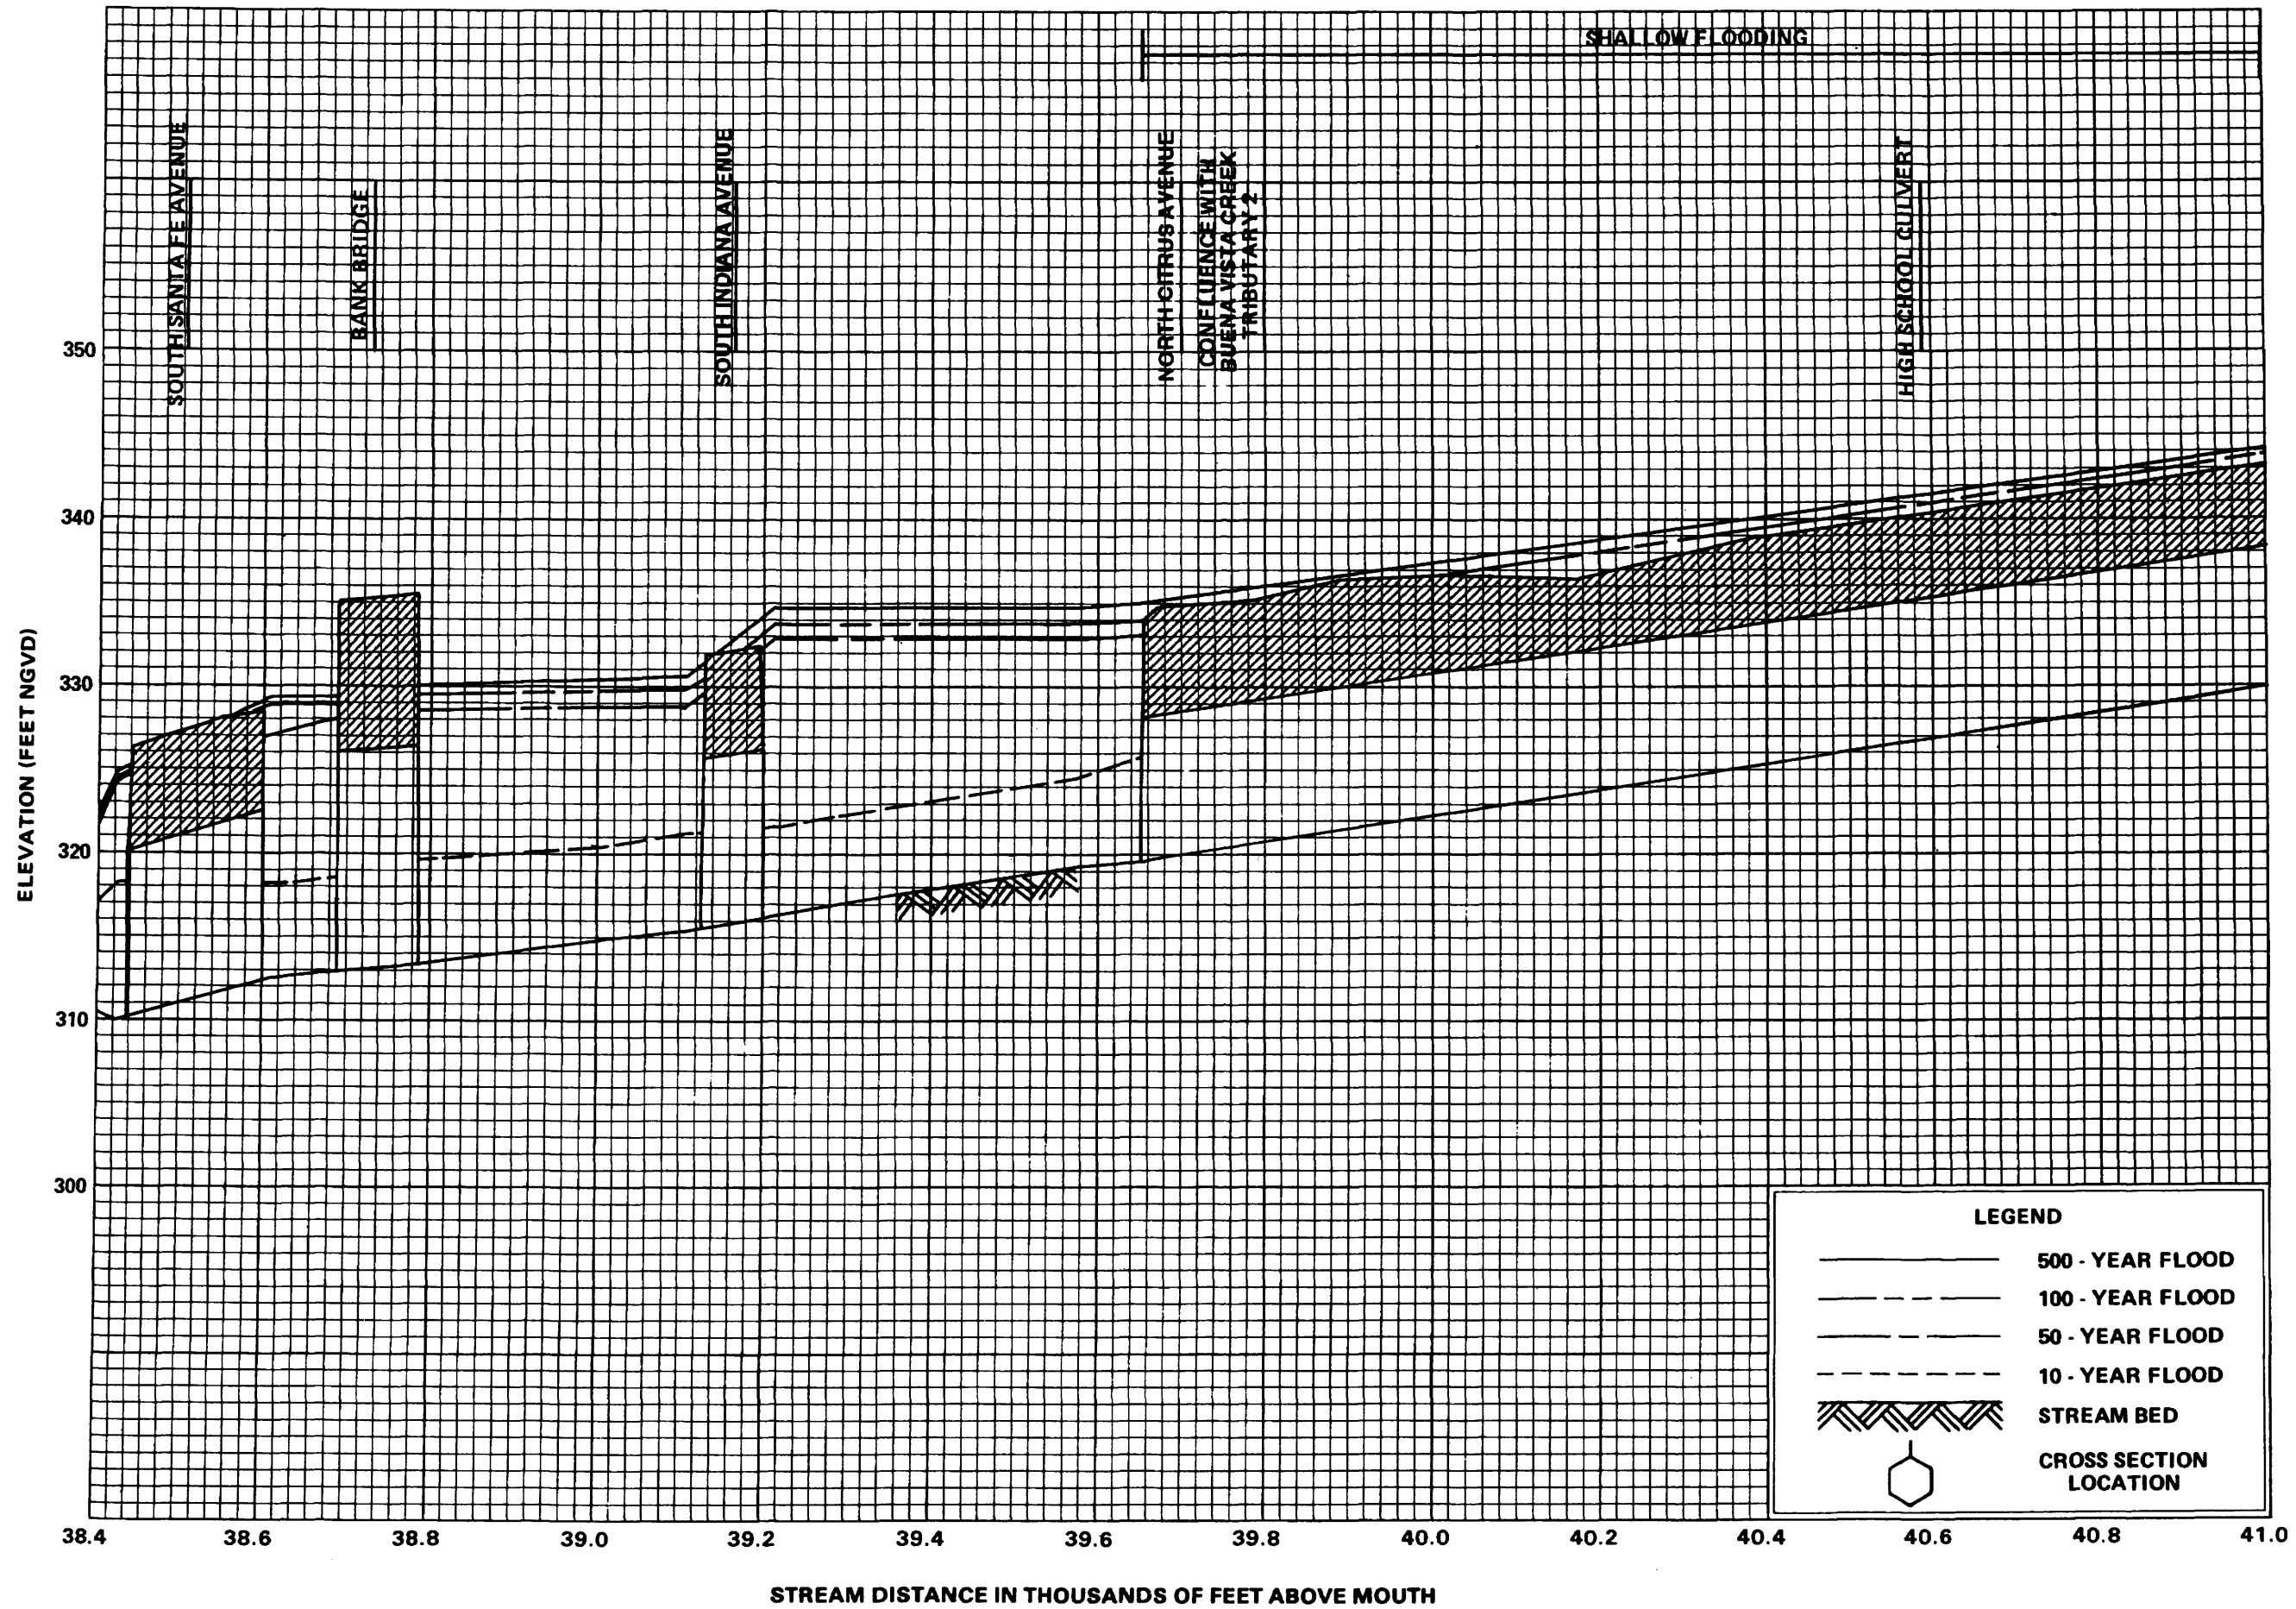 SHALLOW FLOODING
SOUTH SANTA FE AVENUE
BANK BRIDGE
SOUTH INDIANA AVENUE
NORTH CITRUS AVENUE
CONFLUENCE WITH
BUENA VISTA CREEK
TRIBUTARY 2
HIGH SCHOOL CULVERT
350
340
330
320
310
300
ELEVATION (FEET NGVD)
LEGEND
500 - YEAR FLOOD
100 - YEAR FLOOD
50 - YEAR FLOOD
10 - YEAR FLOOD
STREAM BED
CROSS SECTION
LOCATION
38.4 38.6 38.8 39.0 39.2 39.4 39.6 39.8 40.0 40.2 40.4 40.6 40.8 41.0
STREAM DISTANCE IN THOUSANDS OF FEET ABOVE MOUTH